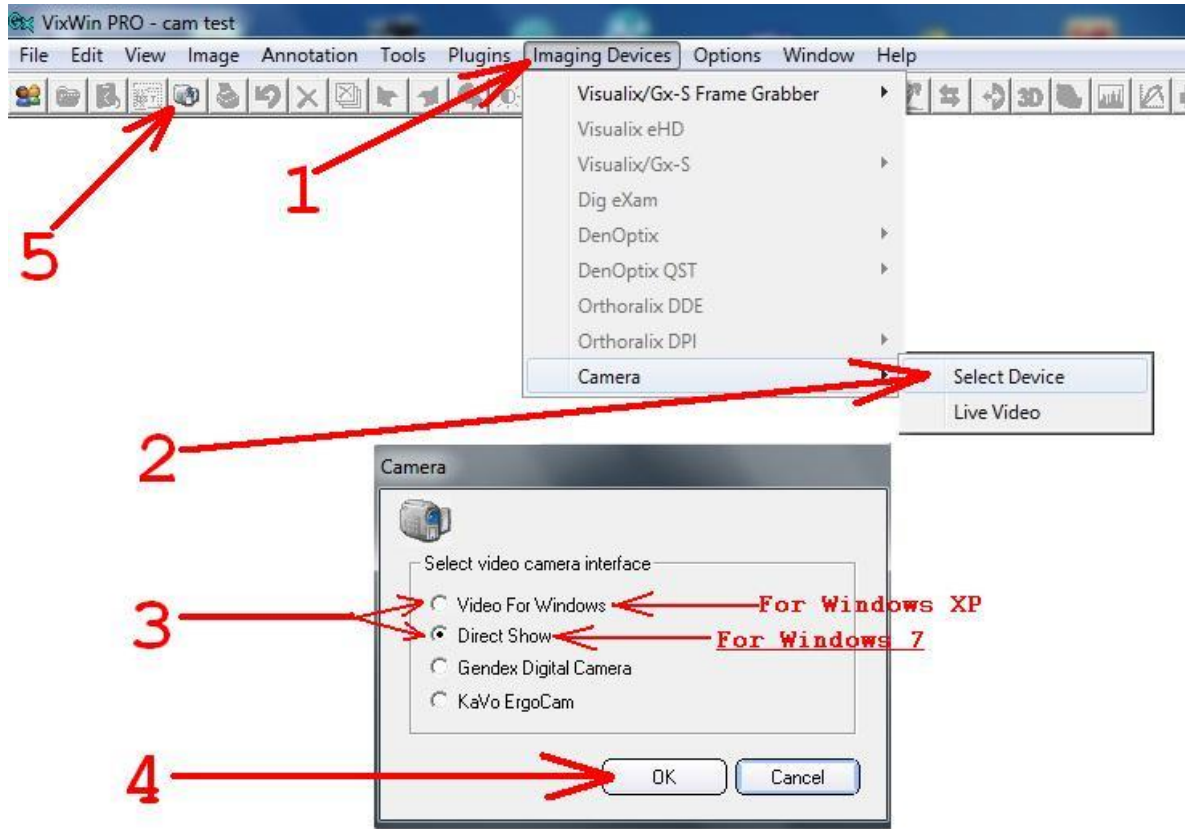 VixWin PRO - cam test
File Edit View Image Annotation Tools Plugins Imaging Devices Options Window Help
3D
Visualix/Gx-S Frame Grabber
Visualix eHD
1
Visualix/Gx-S
Dig eXam
5
DenOptix
DenOptix QST
Orthoralix DDE
Orthoralix DPI
Camera
Select Device
Live Video
2
Camera
Select video camera interface
3
Video For Windows
For Windows XP
Direct Show
For Windows 7
Gendex Digital Camera
KaVo ErgoCam
4
OK
Cancel